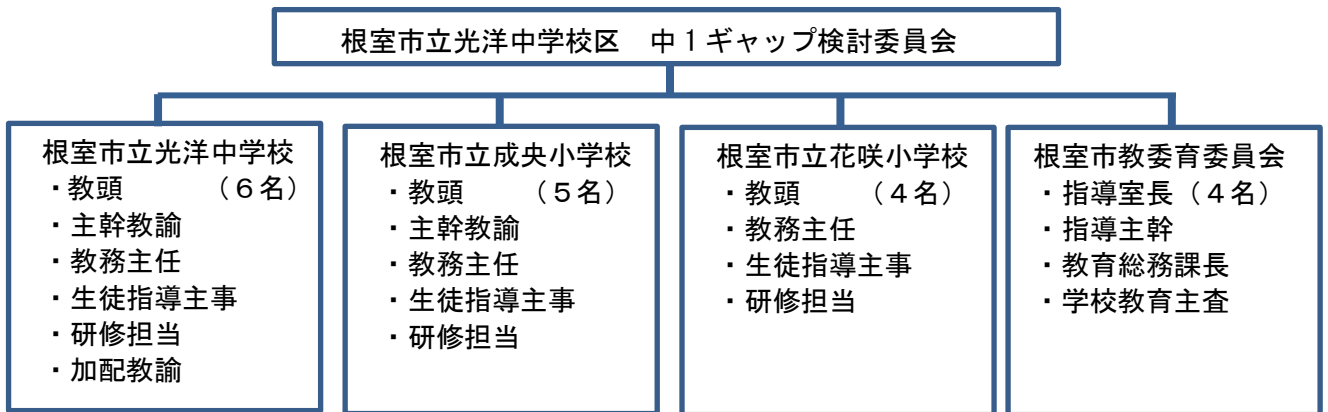 根室市立光洋中学校区　中１ギャップ検討委員会
根室市立光洋中学校
・教頭　　　（６名）
・主幹教諭
・教務主任
・生徒指導主事
・研修担当
・加配教諭
根室市立成央小学校
・教頭　　　（５名）
・主幹教諭
・教務主任
・生徒指導主事
・研修担当
根室市立花咲小学校
・教頭　　　（４名）
・教務主任
・生徒指導主事
・研修担当
根室市教委育委員会
・指導室長（４名）
・指導主幹
・教育総務課長
・学校教育主査